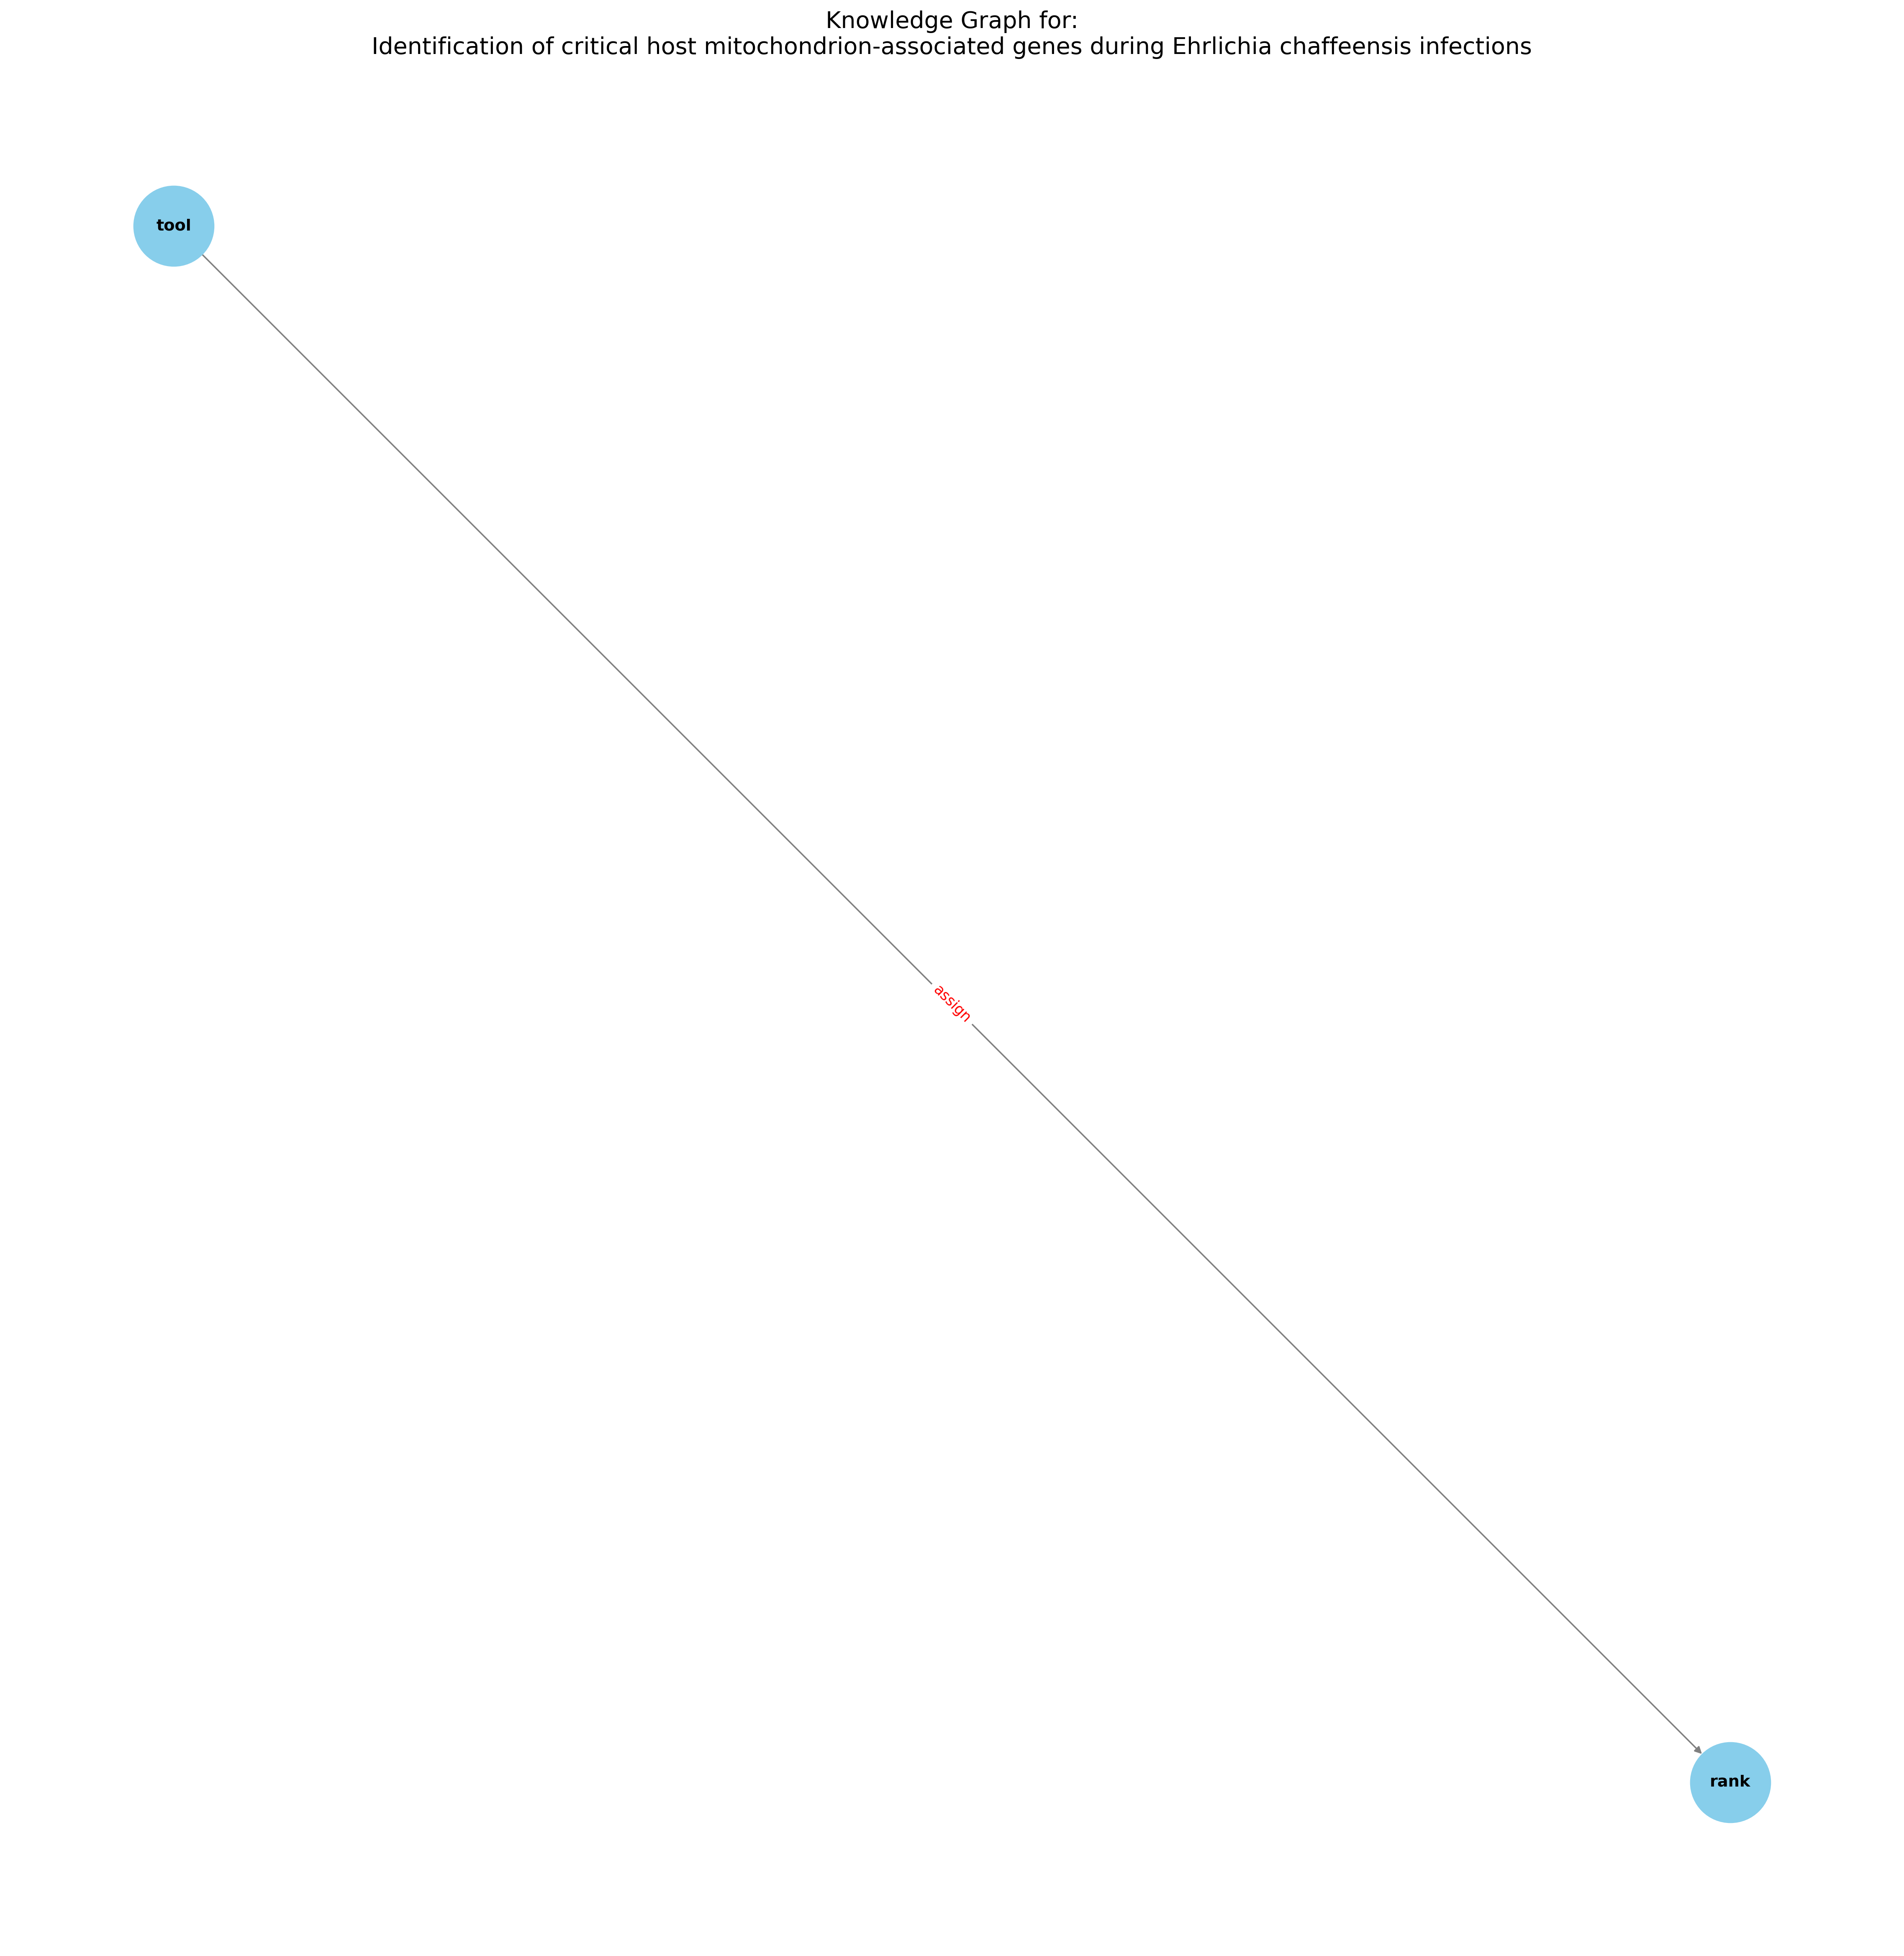 Knowledge Graph for:
Identification of critical host mitochondrion-associated genes during Ehrlichia chaffeensis infections
tool
assign
rank